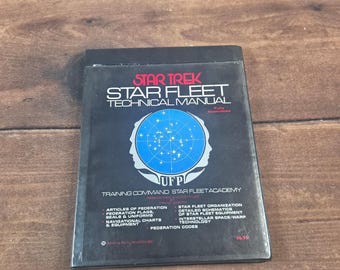 STAR TREK
STAR FLEET
TECHNICAL MANUAL
UFP
TRAINING COMMAND STAR FLEET ACADEMY
• ARTICLES OF FEDERATION
• FEDERATION FLAGS,
SEALS & UNIFORMS
• NAVIGATIONAL CHARTS
& EQUIPMENT
• STAR FLEET ORGANIZATION
• DETAILED SCHEMATICS
OF STAR FLEET EQUIPMENT
• INTERSTELLAR SPACE/WARP
TECHNOLOGY
FEDERATION CODES